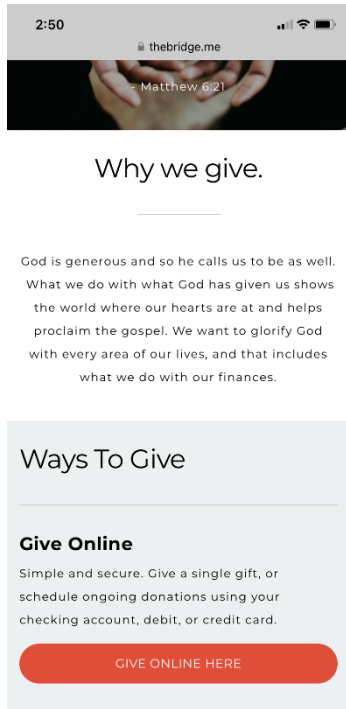 2:50
thebridge.me
- Matthew 6:21
Why we give.
God is generous and so he calls us to be as well.
What we do with what God has given us shows
the world where our hearts are at and helps
proclaim the gospel. We want to glorify God
with every area of our lives, and that includes
what we do with our finances.
Ways To Give
Give Online
Simple and secure. Give a single gift, or
schedule ongoing donations using your
checking account, debit, or credit card.
GIVE ONLINE HERE